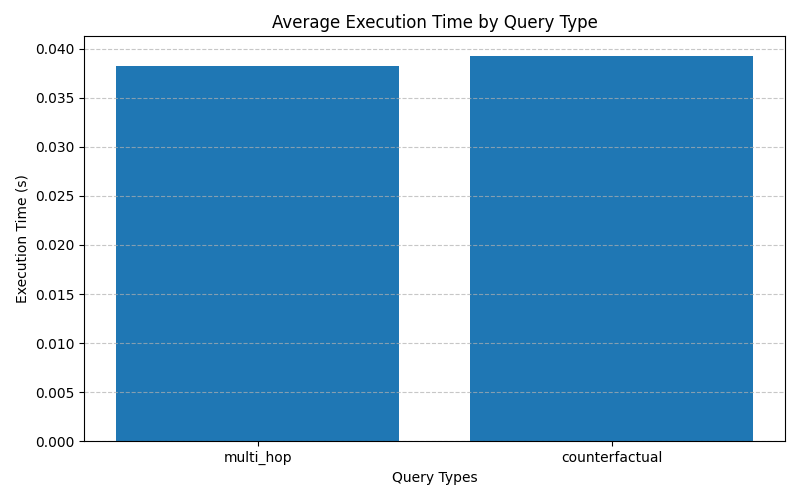 Average Execution Time by Query Type
Execution Time (s)
0.040
0.035
0.030
0.025
0.020
0.015
0.010
0.005
0.000
multi_hop
counterfactual
Query Types